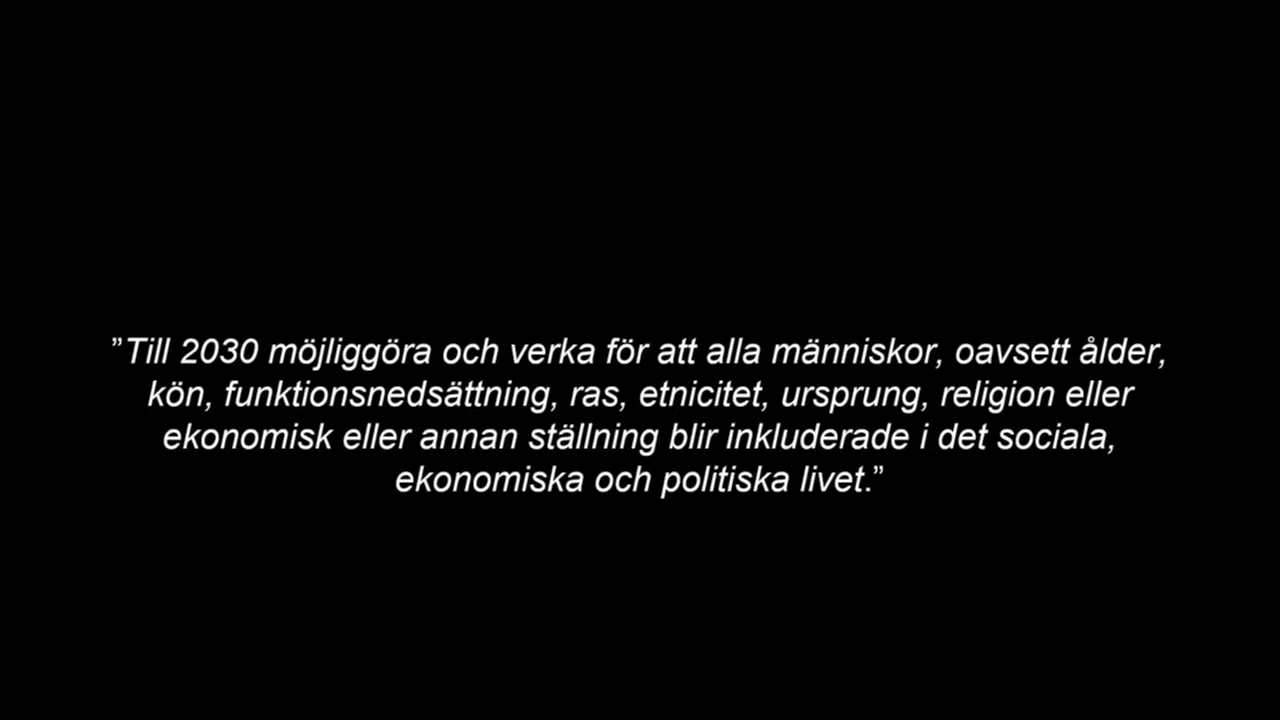 ”Till 2030 möjliggöra och verka för att alla människor, oavsett ålder,
kön, funktionsnedsättning, ras, etnicitet, ursprung, religion eller
ekonomisk eller annan ställning blir inkluderade i det sociala,
ekonomiska och politiska livet.”